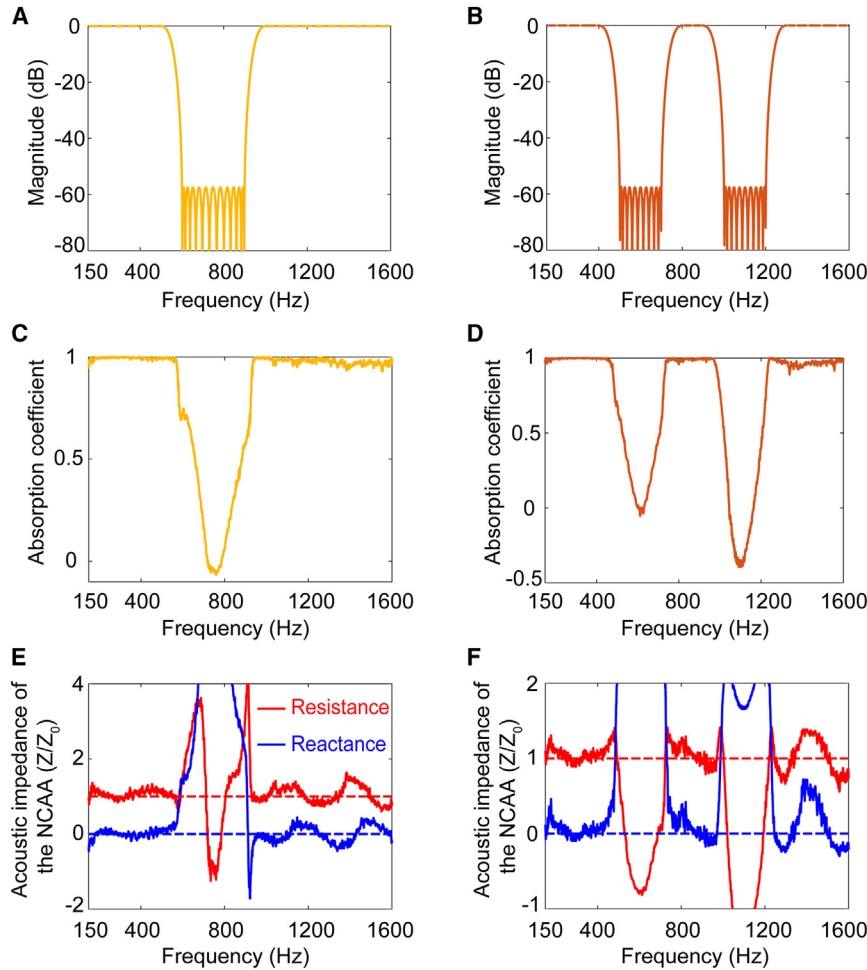 A
0
-20
-40
-60
-80
Magnitude (dB)
150 400 800 1200 1600
Frequency (Hz)
B
0
-20
-40
-60
-80
Magnitude (dB)
150 400 800 1200 1600
Frequency (Hz)
C
1
0.5
0
Absorption coefficient
150 400 800 1200 1600
Frequency (Hz)
D
1
0.5
0
-0.5
Absorption coefficient
150 400 800 1200 1600
Frequency (Hz)
E
4
2
0
-2
Acoustic impedance of
the NCAA (Z/Z0)
Resistance
Reactance
150 400 800 1200 1600
Frequency (Hz)
F
2
1
0
-1
Acoustic impedance of
the NCAA (Z/Z0)
150 400 800 1200 1600
Frequency (Hz)